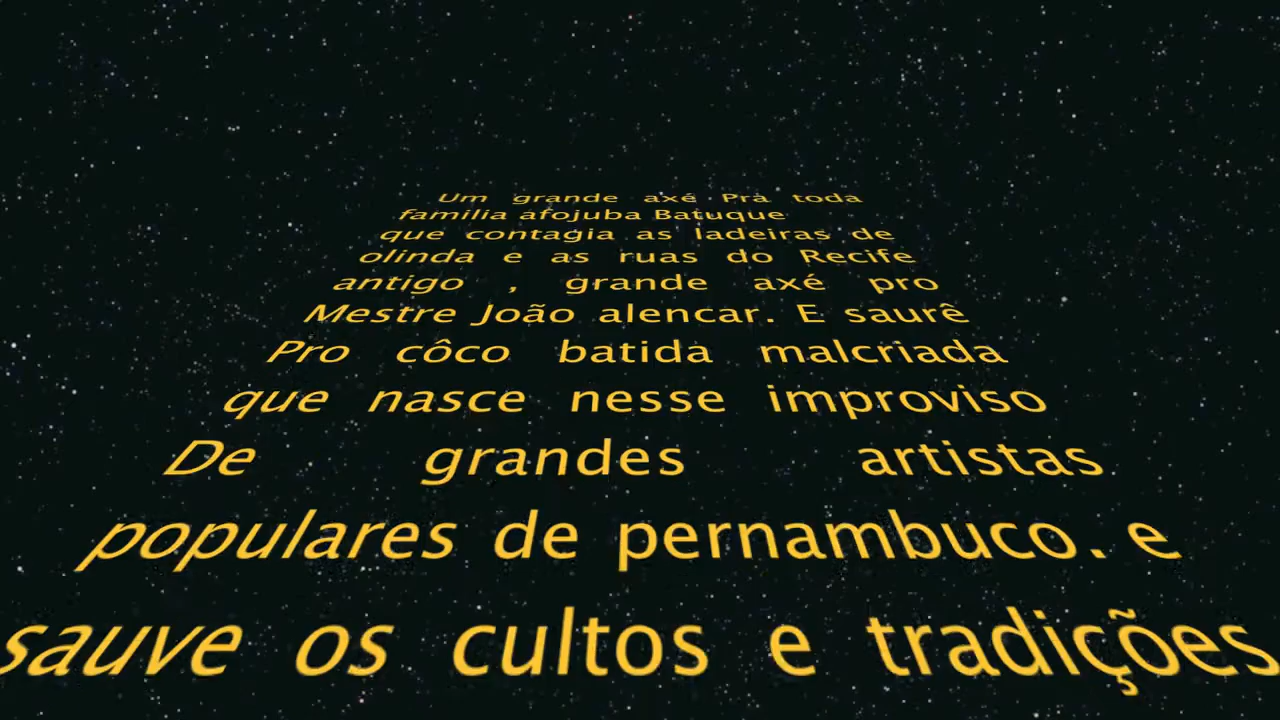 Um grande axé Prà toda
familia afojuba Batuque
que contagia as ladeiras de
olinda e as ruas do Recife
antigo , grande axé pro
Mestre João alencar. E saurê
Pro côco batida malcriada
que nasce nesse improviso
De grandes artistas
populares de pernambuco. e
sauve os cultos e tradições